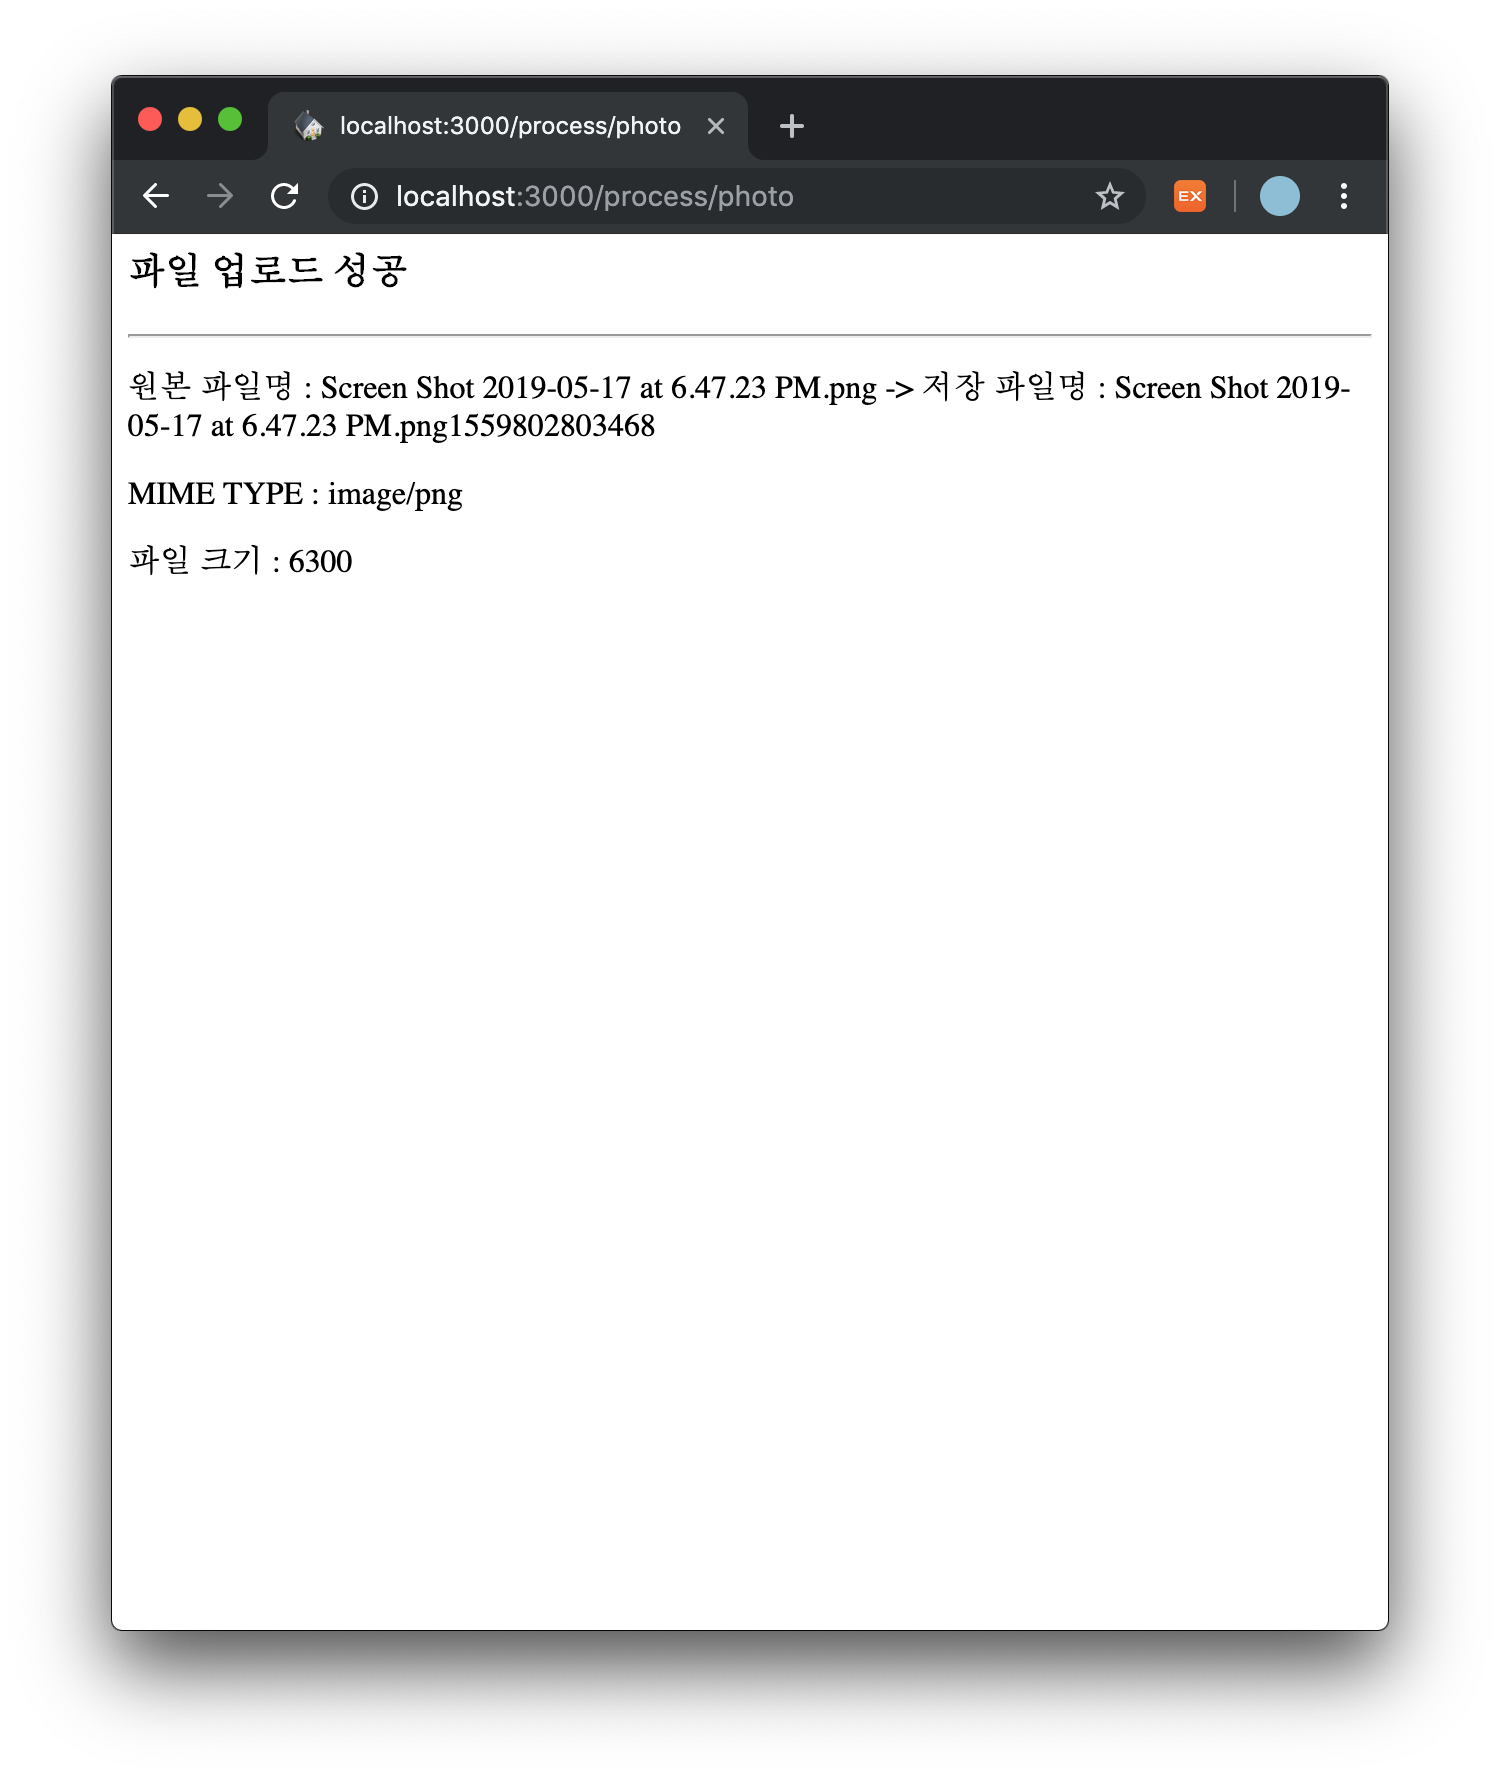 localhost:3000/process/photo
localhost:3000/process/photo
EX
파일 업로드 성공
원본 파일명 : Screen Shot 2019-05-17 at 6.47.23 PM.png -> 저장 파일명 : Screen Shot 2019-
05-17 at 6.47.23 PM.png1559802803468
MIME TYPE : image/png
파일 크기 : 6300